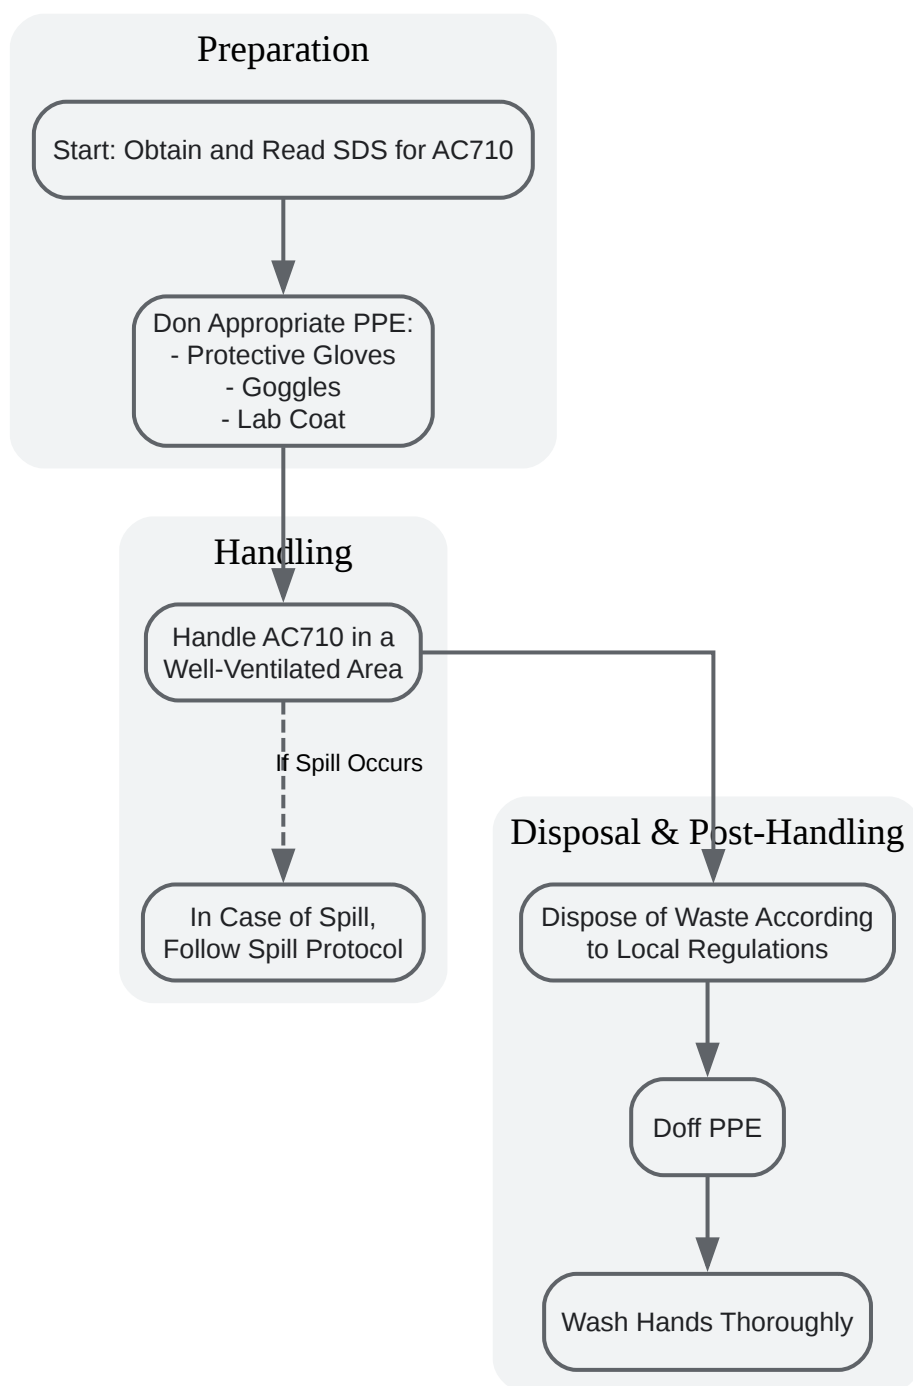 Preparation
Start: Obtain and Read SDS for AC710
Don Appropriate PPE:
- Protective Gloves
- Goggles
- Lab Coat
Handling
Handle AC710 in a
Well-Ventilated Area
If Spill Occurs
In Case of Spill,
Follow Spill Protocol
Disposal & Post-Handling
Dispose of Waste According
to Local Regulations
Doff PPE
Wash Hands Thoroughly